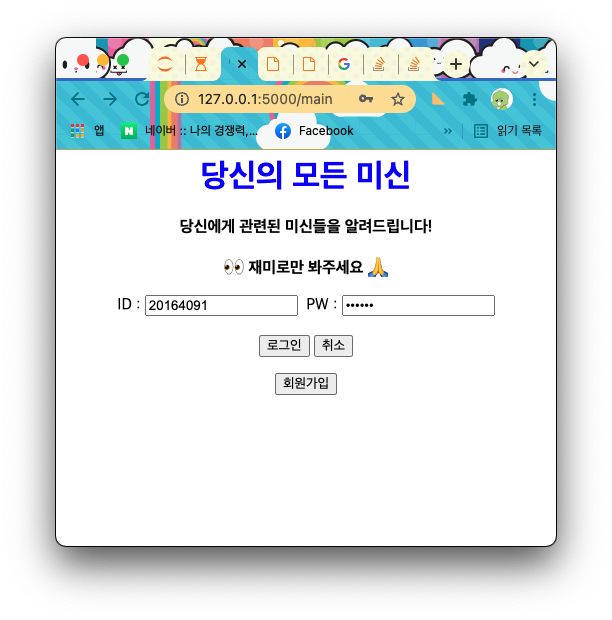 127.0.0.1:5000/main
앱 네이버 :: 나의 경쟁력,... Facebook » 읽기 목록
당신의 모든 미신
당신에게 관련된 미신들을 알려드립니다!
👀 재미로만 봐주세요 🙏
ID : 20164091 PW : ••••••
로그인 취소
회원가입